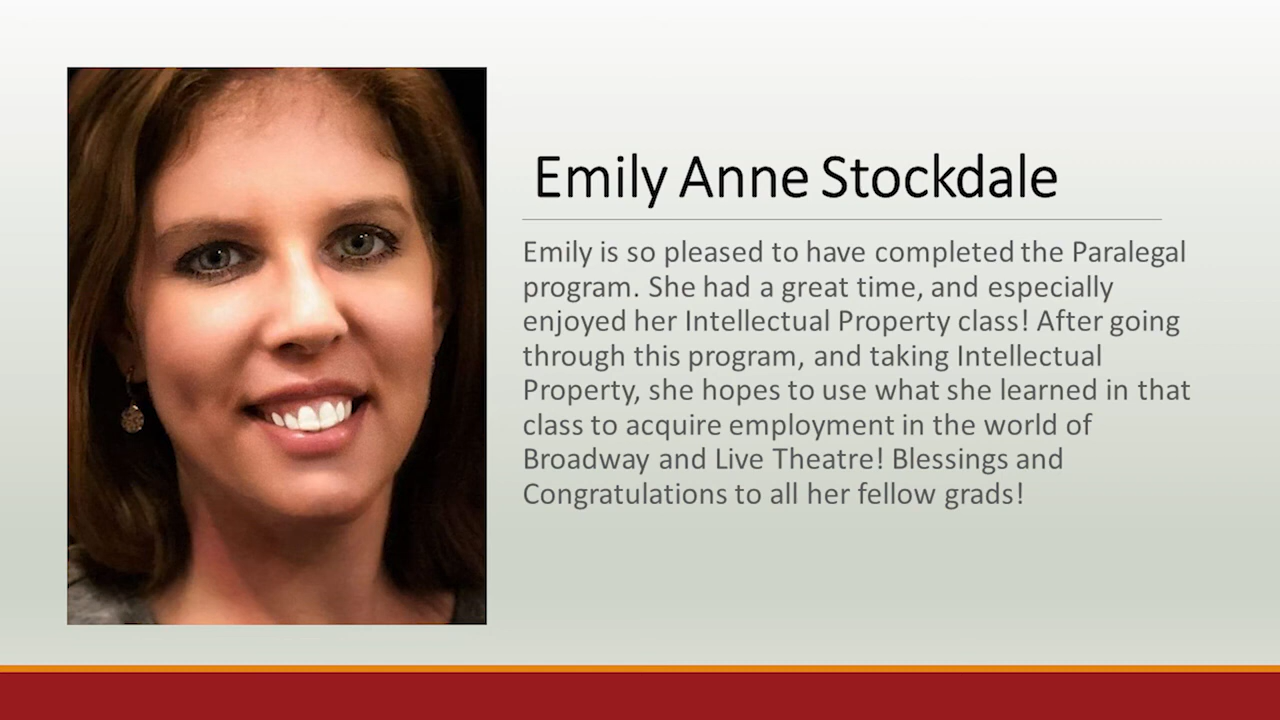 Emily Anne Stockdale
Emily is so pleased to have completed the Paralegal
program. She had a great time, and especially
enjoyed her Intellectual Property class! After going
through this program, and taking Intellectual
Property, she hopes to use what she learned in that
class to acquire employment in the world of
Broadway and Live Theatre! Blessings and
Congratulations to all her fellow grads!